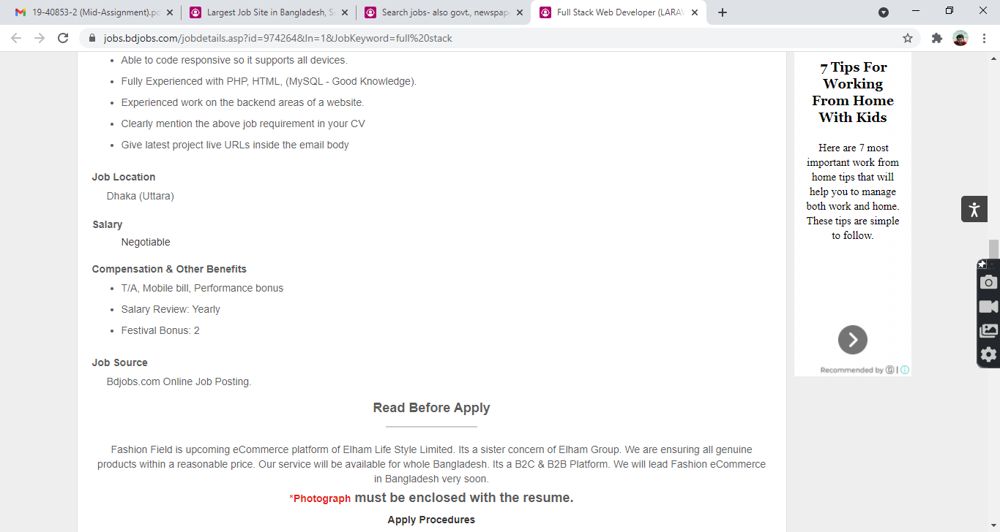 19-40853-2 (Mid-Assignment).po
Largest Job Site in Bangladesh, S
Search jobs- also govt., newspap
Full Stack Web Developer (LARAV
jobs.bdjobs.com/jobdetails.asp?id=974264&ln=1&JobKeyword=full%20stack
• Able to code responsive so it supports all devices.
• Fully Experienced with PHP, HTML, (MySQL - Good Knowledge).
• Experienced work on the backend areas of a website.
• Clearly mention the above job requirement in your CV
• Give latest project live URLs inside the email body
Job Location
Dhaka (Uttara)
Salary
Negotiable
Compensation & Other Benefits
• T/A, Mobile bill, Performance bonus
• Salary Review: Yearly
• Festival Bonus: 2
Job Source
Bdjobs.com Online Job Posting.
Read Before Apply
Fashion Field is upcoming eCommerce platform of Elham Life Style Limited. Its a sister concern of Elham Group. We are ensuring all genuine
products within a reasonable price. Our service will be available for whole Bangladesh. Its a B2C & B2B Platform. We will lead Fashion eCommerce
in Bangladesh very soon.
*Photograph must be enclosed with the resume.
Apply Procedures
7 Tips For
Working
From Home
With Kids
Here are 7 most
important work from
home tips that will
help you to manage
both work and home.
These tips are simple
to follow.
Recommended by